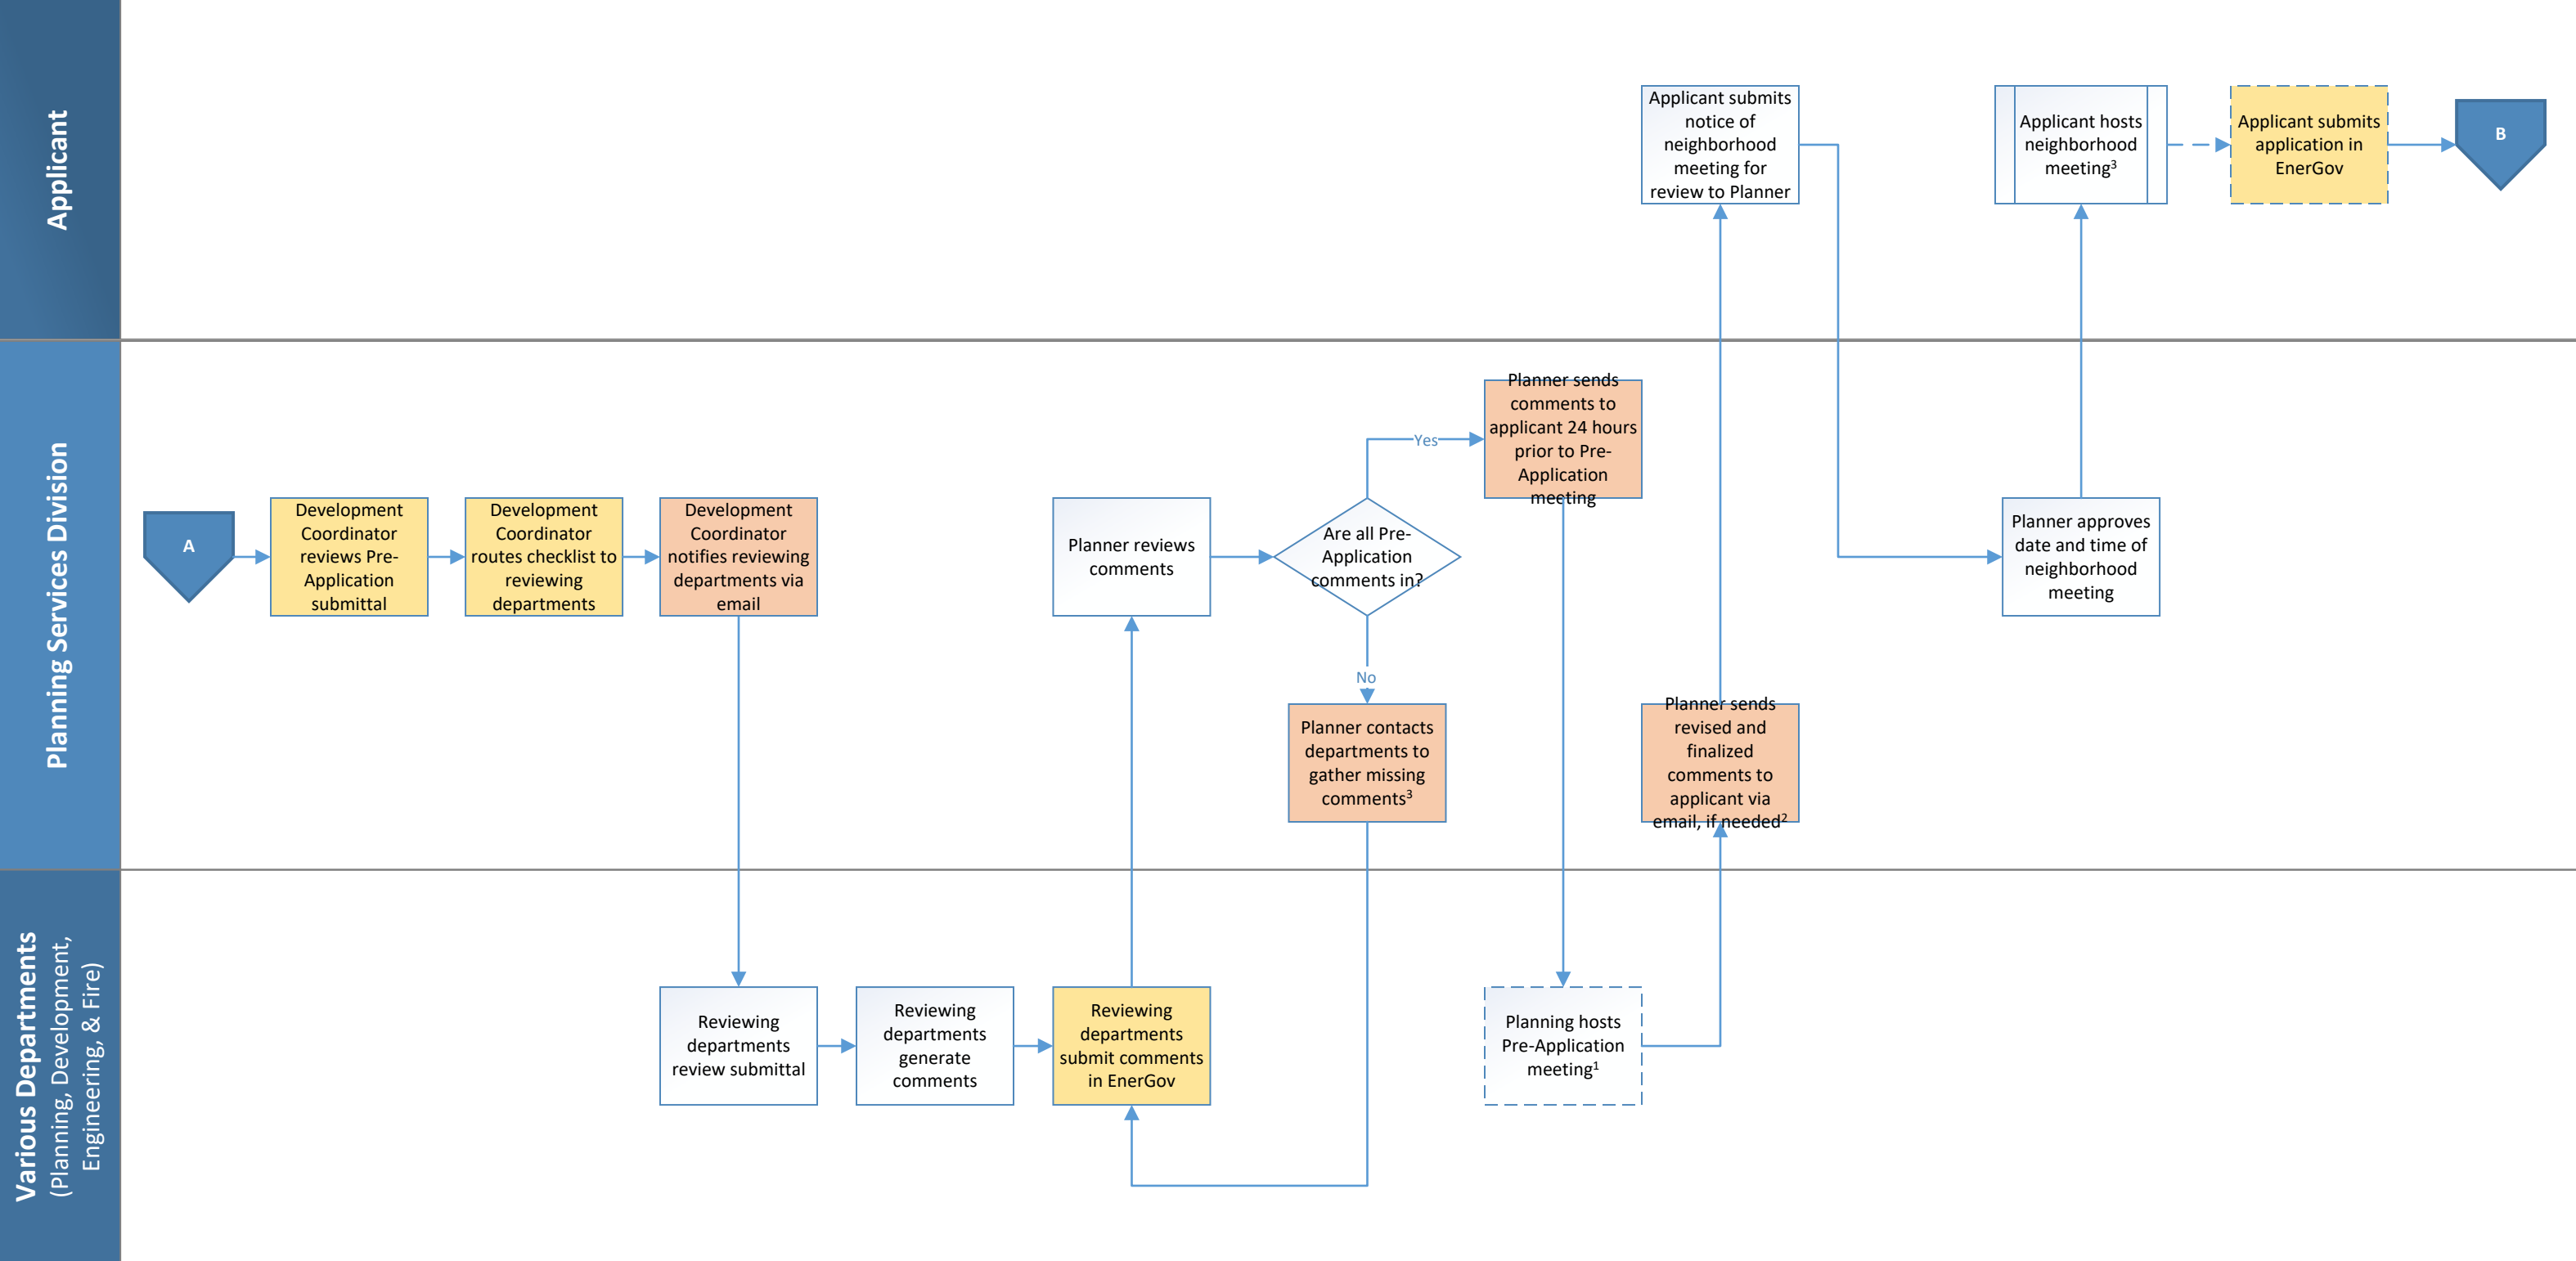 Applicant
Applicant submits
notice of
neighborhood
meeting for
review to Planner
Applicant hosts
neighborhood
meeting³
Applicant submits
application in
EnerGov
B
Planning Services Division
A
Development
Coordinator
reviews Pre-
Application
submittal
Development
Coordinator
routes checklist to
reviewing
departments
Development
Coordinator
notifies reviewing
departments via
email
Planner reviews
comments
Are all Pre-
Application
comments in?
Yes
No
Planner sends
comments to
applicant 24 hours
prior to Pre-
Application
meeting
Planner contacts
departments to
gather missing
comments³
Planner sends
revised and
finalized
comments to
applicant via
email, if needed²
Planner approves
date and time of
neighborhood
meeting
Various Departments
(Planning, Development,
Engineering, & Fire)
Reviewing
departments
review submittal
Reviewing
departments
generate
comments
Reviewing
departments
submit comments
in EnerGov
Planning hosts
Pre-Application
meeting¹